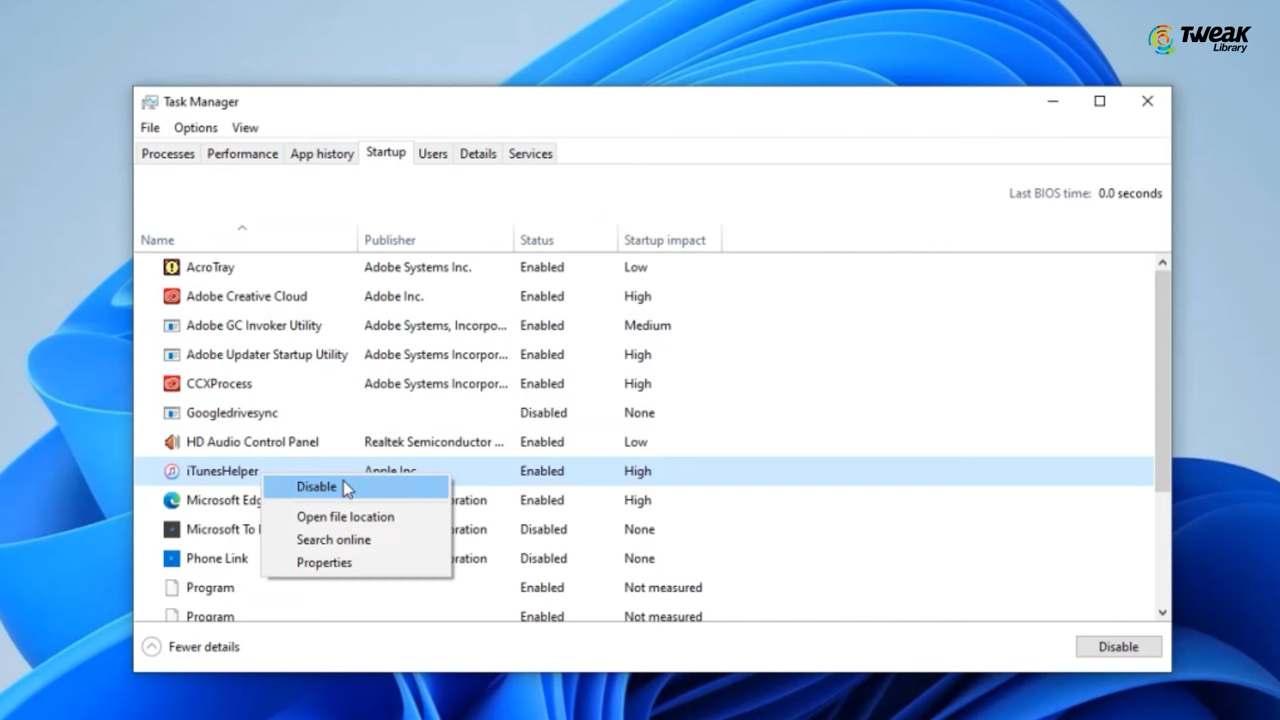 TWEAK
Library
Task Manager
File Options View
Processes Performance App history Startup Users Details Services
Last BIOS time: 0.0 seconds
Name Publisher Status Startup impact
AcroTray Adobe Systems Inc. Enabled Low
Adobe Creative Cloud Adobe Inc. Enabled High
Adobe GC Invoker Utility Adobe Systems, Incorpo... Enabled Medium
Adobe Updater Startup Utility Adobe Systems Incorpor... Enabled High
CCXProcess Adobe Systems Incorpor... Enabled High
Googledrivesync Disabled None
HD Audio Control Panel Realtek Semiconductor ... Enabled Low
iTunesHelper Apple Inc. Enabled High
Disable
Microsoft Edg oration Enabled High
Open file location
Microsoft To oration Disabled None
Search online
Phone Link oration Disabled None
Properties
Program Enabled Not measured
Program Enabled Not measured
Fewer details Disable